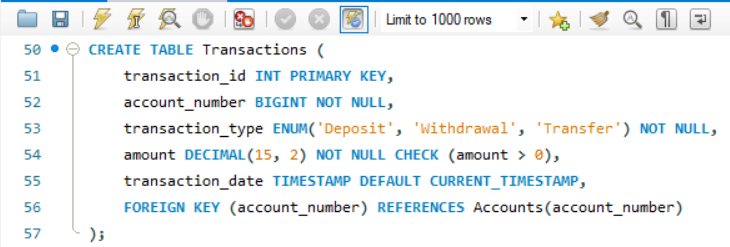 Limit to 1000 rows
50 CREATE TABLE Transactions (
51 transaction_id INT PRIMARY KEY,
52 account_number BIGINT NOT NULL,
53 transaction_type ENUM('Deposit', 'Withdrawal', 'Transfer') NOT NULL,
54 amount DECIMAL(15, 2) NOT NULL CHECK (amount > 0),
55 transaction_date TIMESTAMP DEFAULT CURRENT_TIMESTAMP,
56 FOREIGN KEY (account_number) REFERENCES Accounts(account_number)
57 );